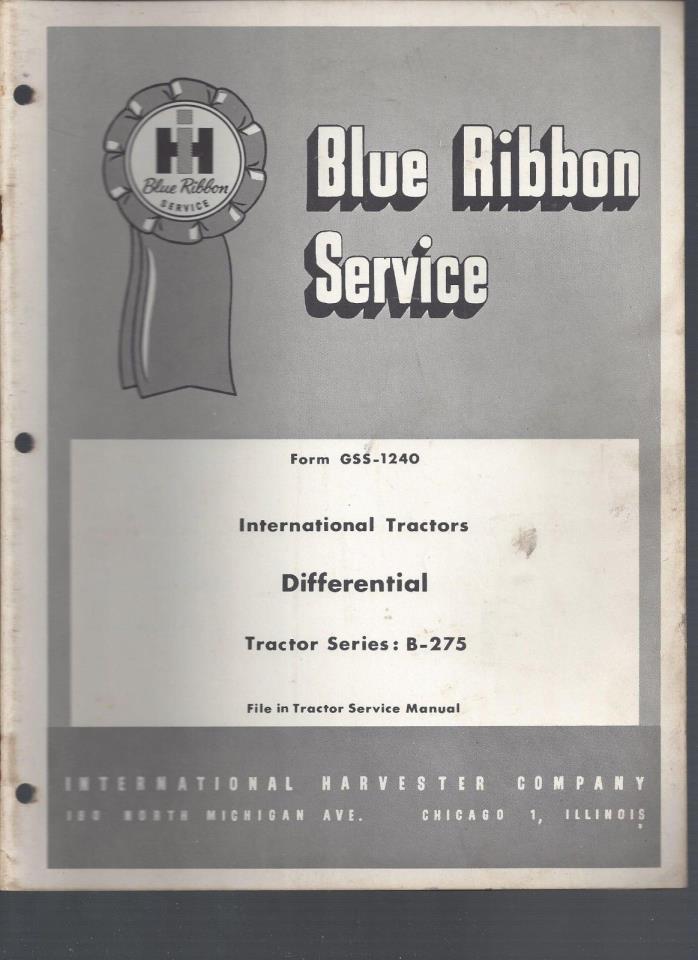 IH
Blue Ribbon
SERVICE
Blue Ribbon
Service
Form GSS-1240
International Tractors
Differential
Tractor Series: B-275
File in Tractor Service Manual
INTERNATIONAL HARVESTER COMPANY
180 NORTH MICHIGAN AVE. CHICAGO 1, ILLINOIS